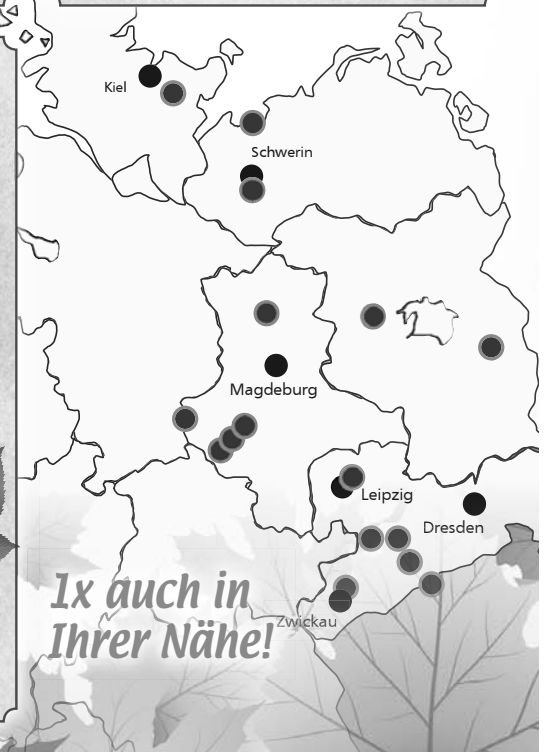 Kiel
Schwerin
Magdeburg
Leipzig
Dresden
Zwickau
1x auch in
Ihrer Nähe!